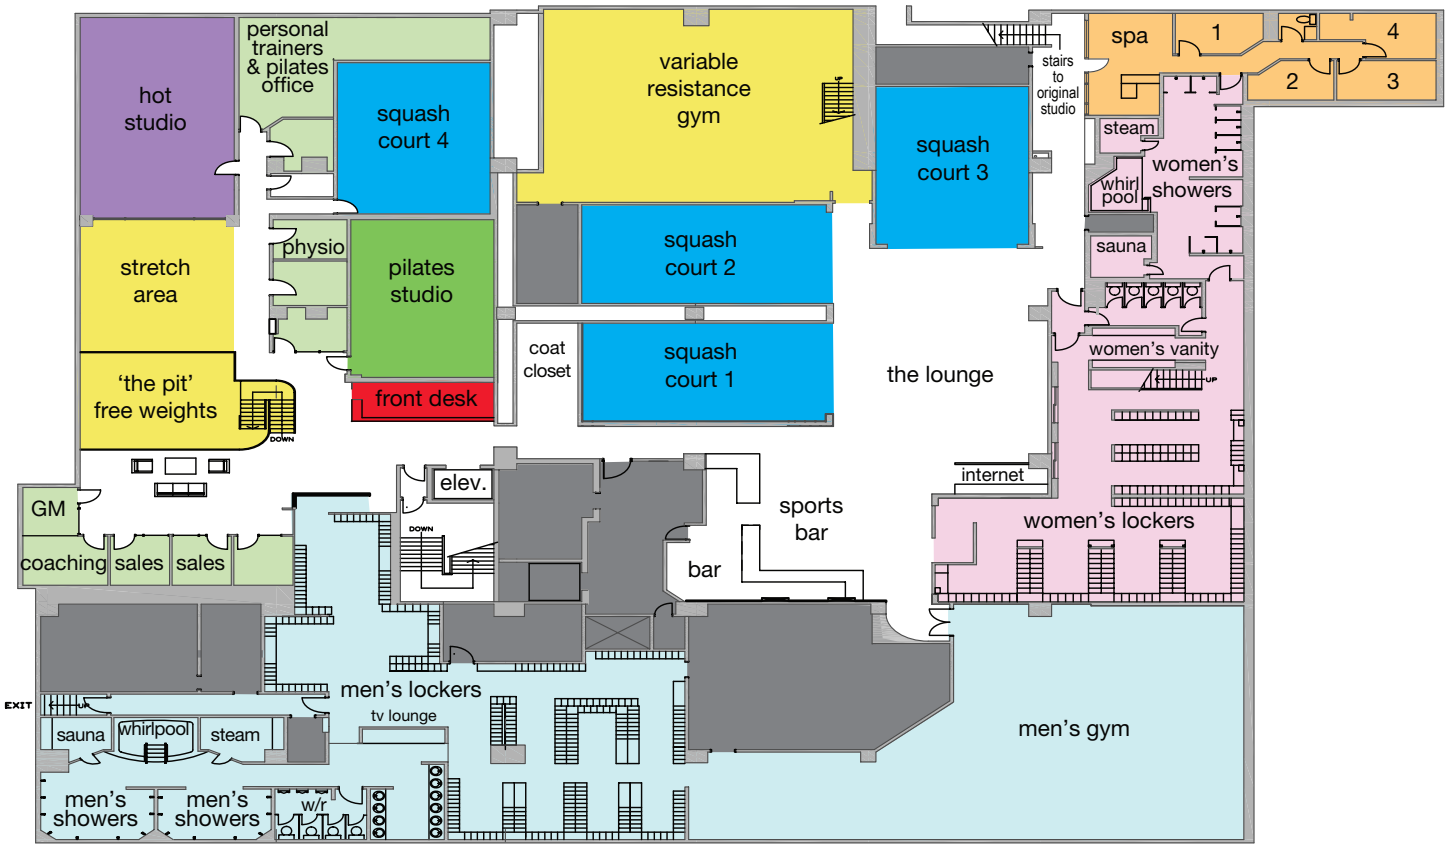 personal
trainers
& pilates
office
hot
studio
squash
court 4
variable
resistance
gym
squash
court 3
stairs
to
original
studio
spa
1
4
2
3
steam
women's
showers
whirl
pool
sauna
physio
stretch
area
pilates
studio
squash
court 2
coat
closet
squash
court 1
the lounge
women's vanity
UP
'the pit'
free weights
DOWN
front desk
elev.
internet
sports
bar
GM
women's lockers
DOWN
coaching
sales
sales
bar
EXIT
UP
men's lockers
tv lounge
men's gym
sauna
whirlpool
steam
men's
showers
men's
showers
w/r